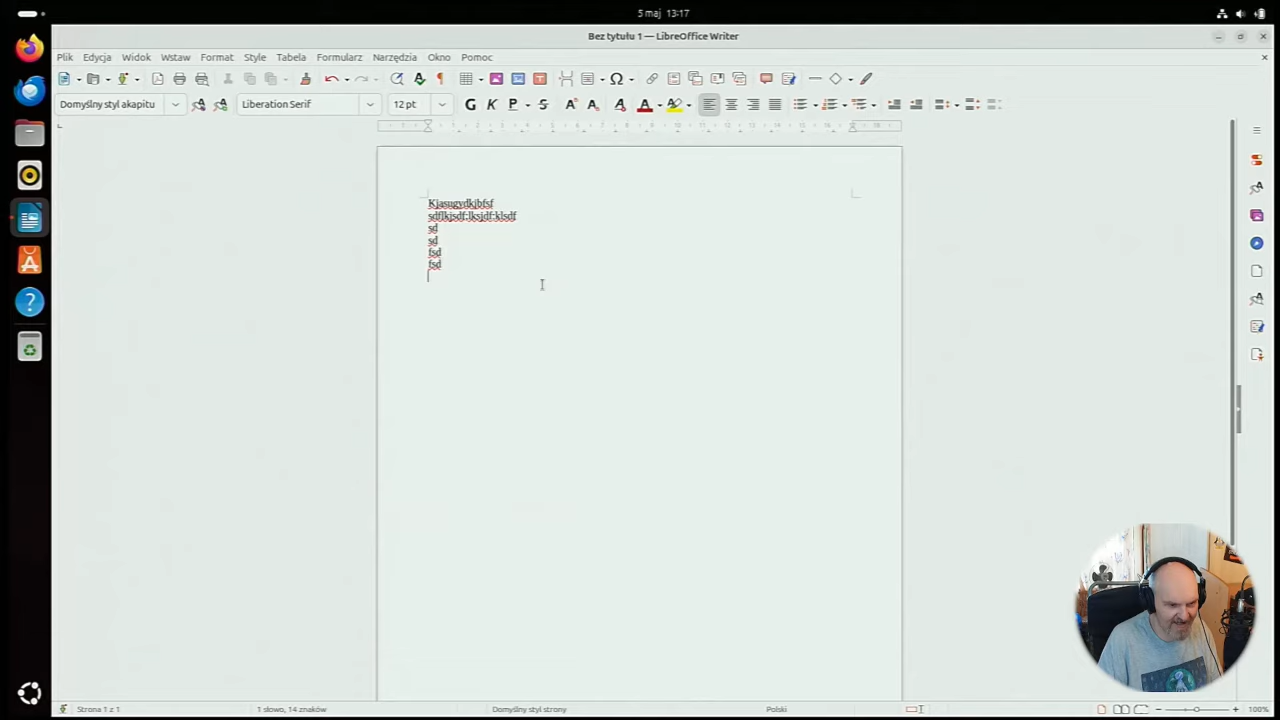 5 maj 13:17
Bez tytułu 1 — LibreOffice Writer
Plik Edycja Widok Wstaw Format Style Tabela Formularz Narzędzia Okno Pomoc
Domyślny styl akapitu Liberation Serif 12 pt G K P S
Kjasugydkjbfsf
sdflkjsdf;lksjdf;klsdf
sd
sd
fsd
fsd
Strona 1 z 1 1 słowo, 14 znaków Domyślny styl strony Polski 100%